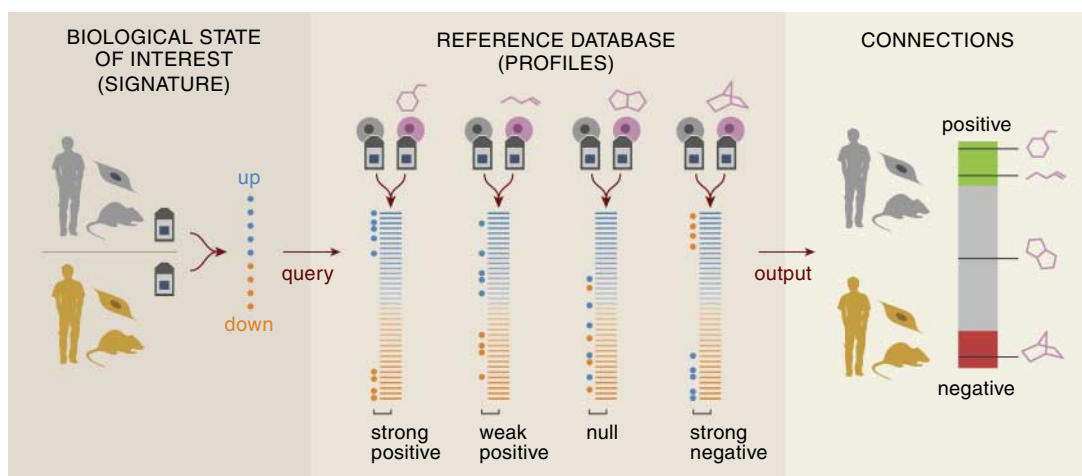 BIOLOGICAL STATE
OF INTEREST
(SIGNATURE)
REFERENCE DATABASE
(PROFILES)
CONNECTIONS
up
down
query
strong
positive
weak
positive
null
strong
negative
output
positive
negative